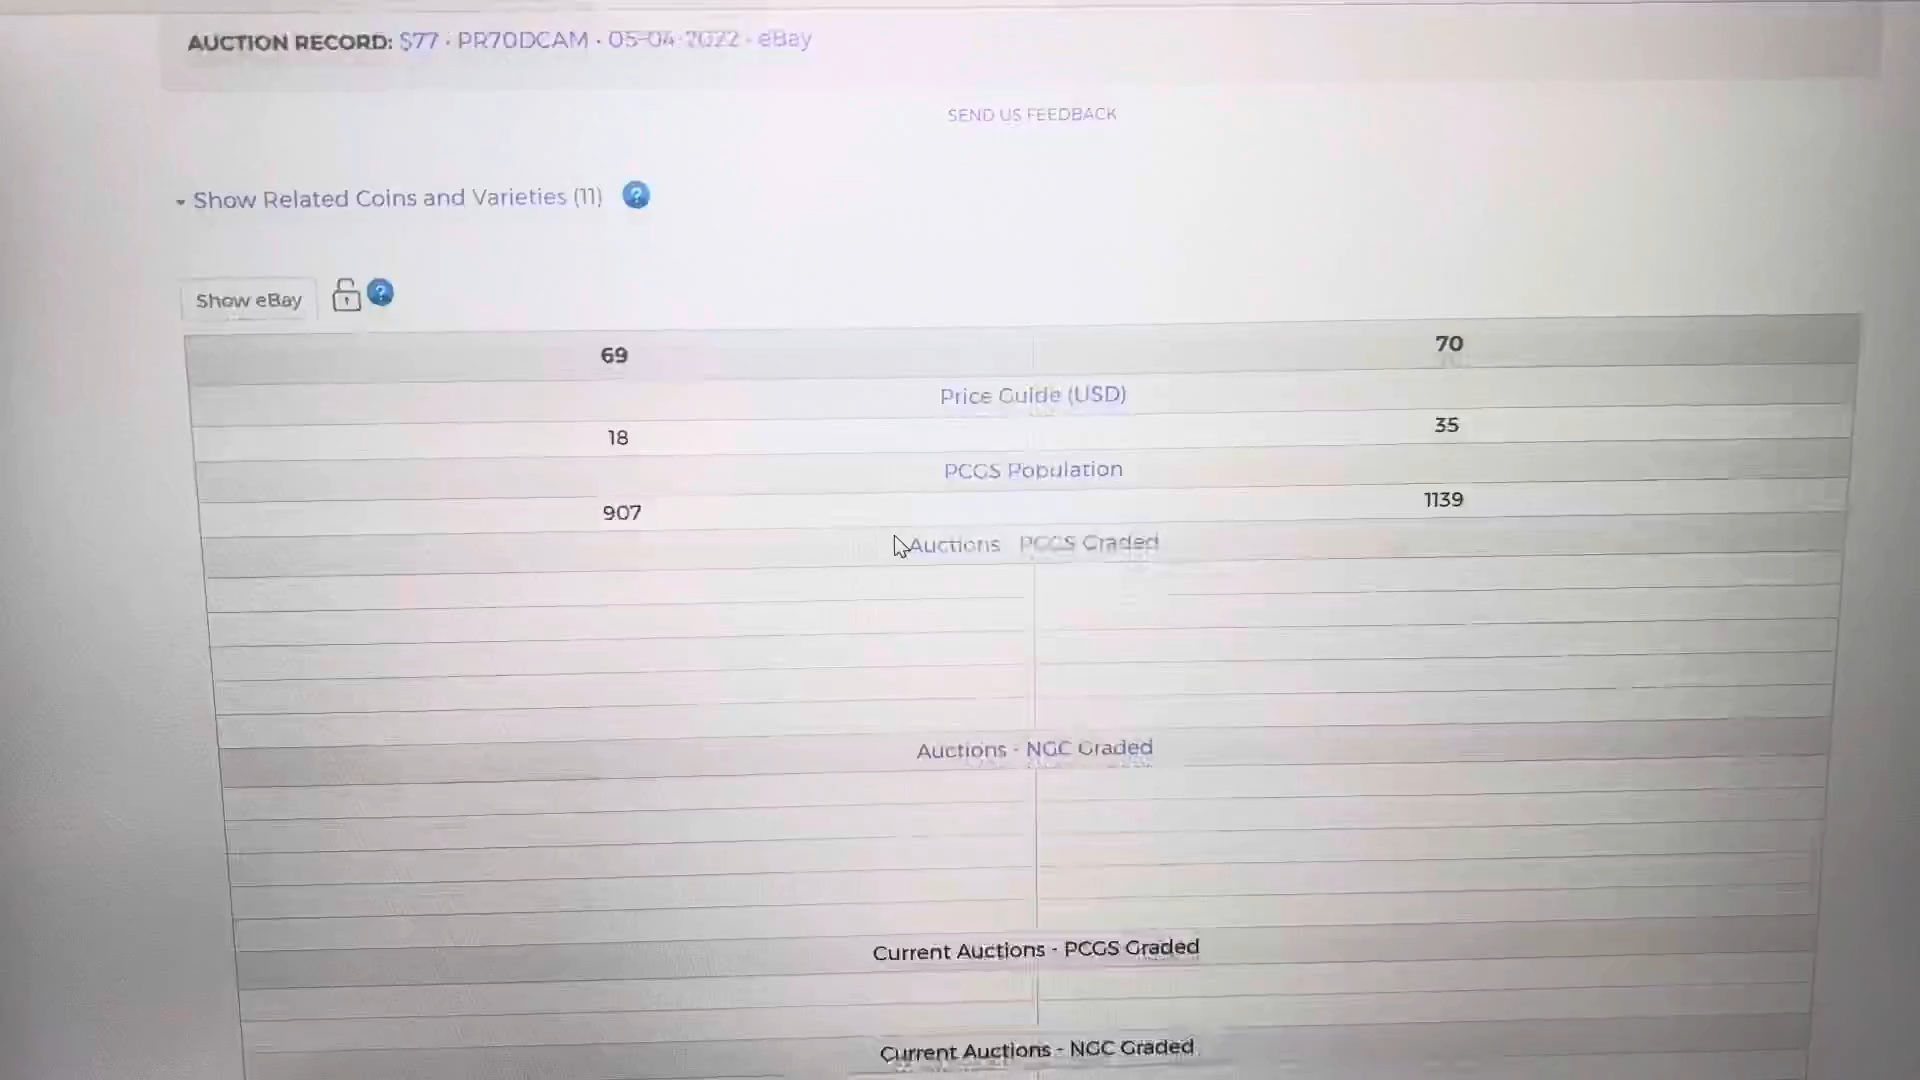 AUCTION RECORD: $77 · PR70DCAM · 05-04-2022 - eBay
SEND US FEEDBACK
Show Related Coins and Varieties (11) ?
Show eBay ?
69 70
Price Guide (USD)
18 35
PCGS Population
907 1139
Auctions PCGS Graded
Auctions - NGC Graded
Current Auctions - PCGS Graded
Current Auctions - NGC Graded